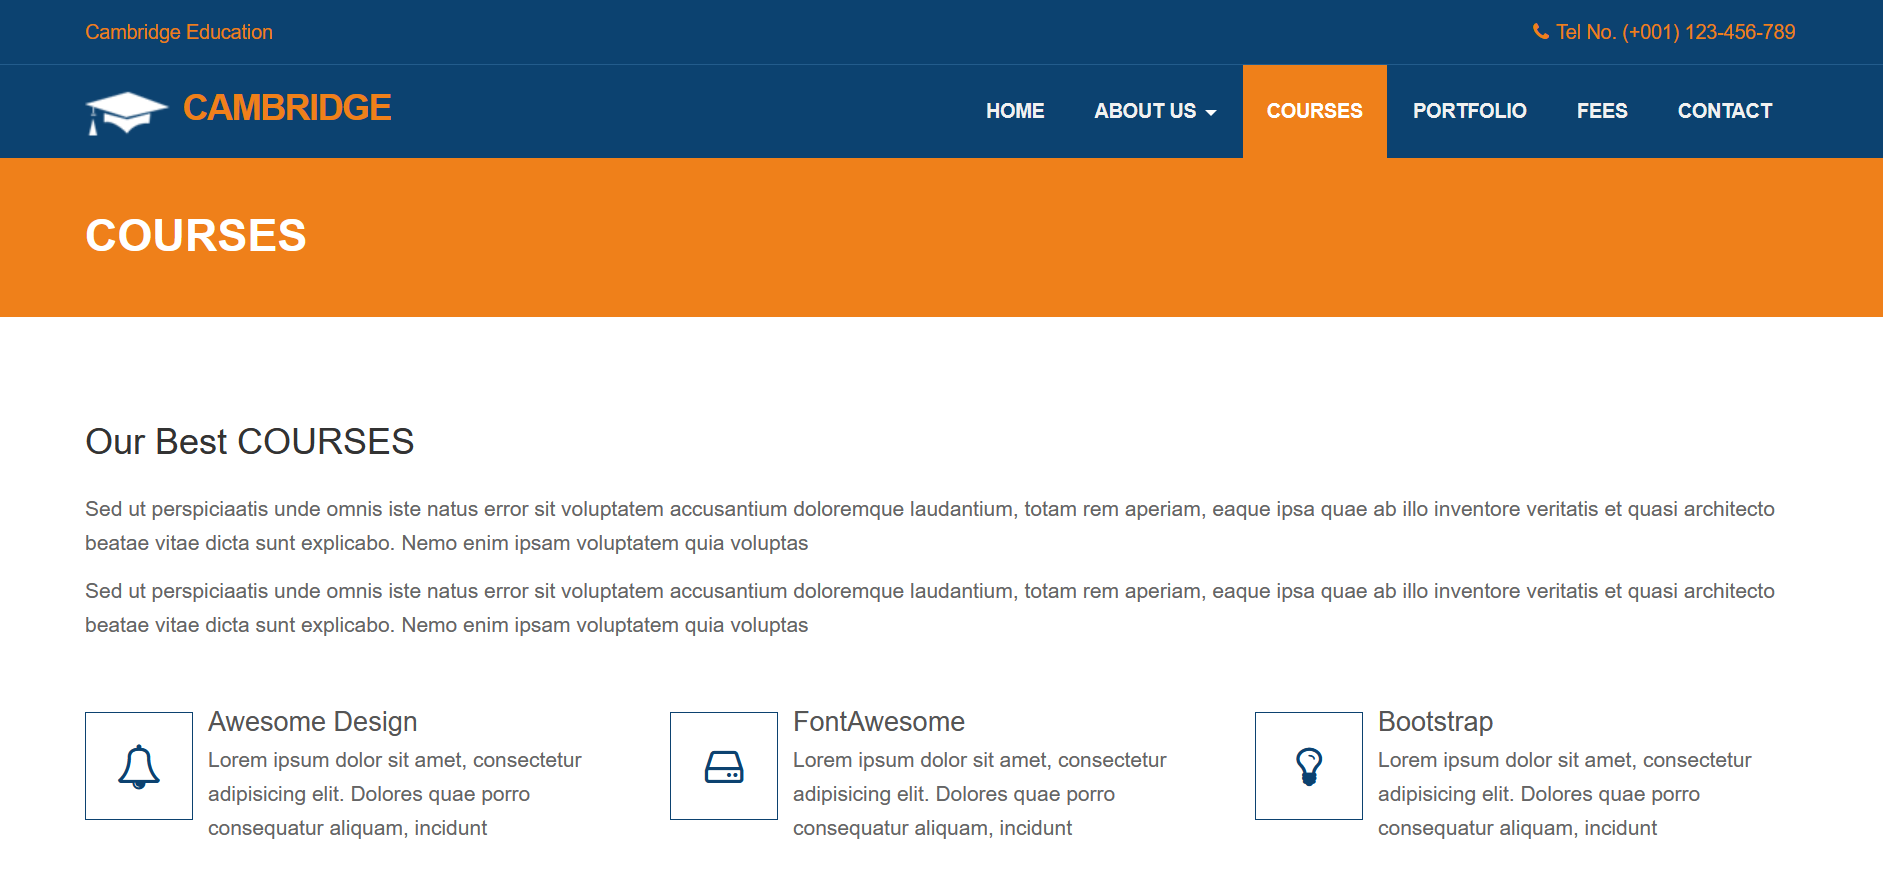 Cambridge Education
Tel No. (+001) 123-456-789
CAMBRIDGE
HOME ABOUT US COURSES PORTFOLIO FEES CONTACT
COURSES
Our Best COURSES
Sed ut perspiciaatis unde omnis iste natus error sit voluptatem accusantium doloremque laudantium, totam rem aperiam, eaque ipsa quae ab illo inventore veritatis et quasi architecto
beatae vitae dicta sunt explicabo. Nemo enim ipsam voluptatem quia voluptas
Sed ut perspiciaatis unde omnis iste natus error sit voluptatem accusantium doloremque laudantium, totam rem aperiam, eaque ipsa quae ab illo inventore veritatis et quasi architecto
beatae vitae dicta sunt explicabo. Nemo enim ipsam voluptatem quia voluptas
Awesome Design
Lorem ipsum dolor sit amet, consectetur
adipisicing elit. Dolores quae porro
consequatur aliquam, incidunt
FontAwesome
Lorem ipsum dolor sit amet, consectetur
adipisicing elit. Dolores quae porro
consequatur aliquam, incidunt
Bootstrap
Lorem ipsum dolor sit amet, consectetur
adipisicing elit. Dolores quae porro
consequatur aliquam, incidunt